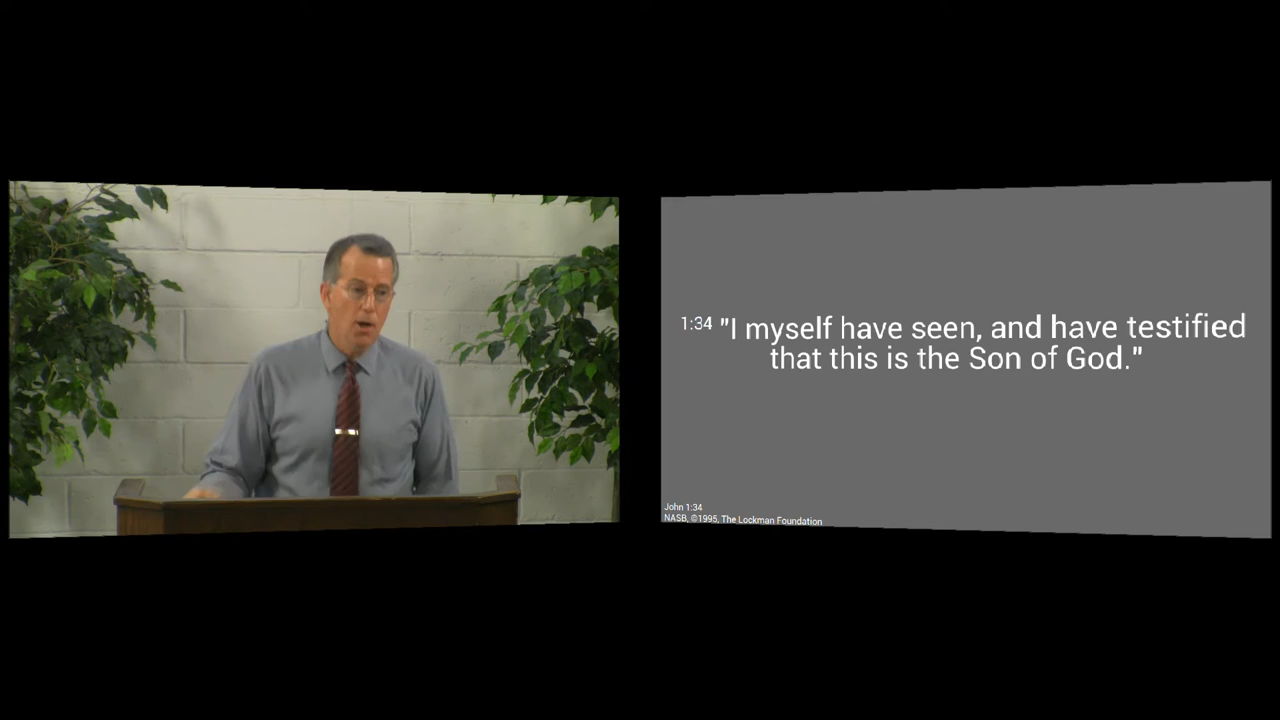 1:34 "I myself have seen, and have testified
that this is the Son of God."
John 1:34
NASB, ©1995, The Lockman Foundation